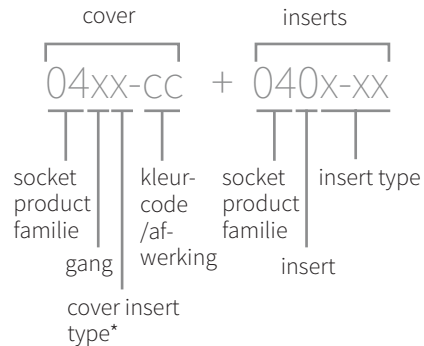 cover inserts
04xx-cc + 040x-xx
socket
product
familie
kleur-
code
/af-
werking
socket
product
familie
insert type
gang
insert
cover insert
type*